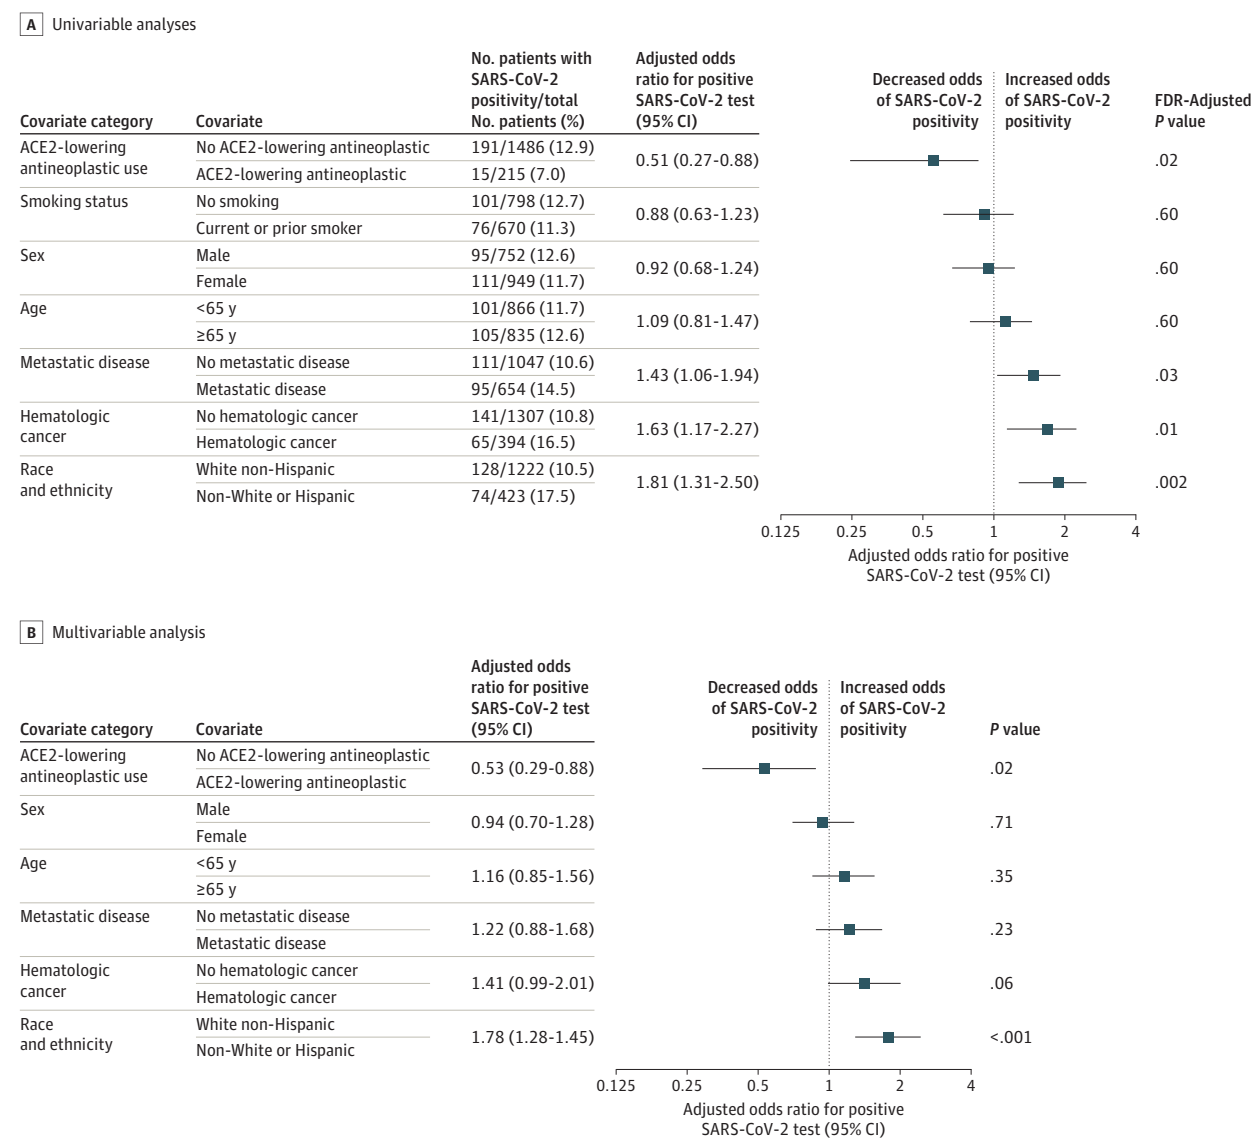 A Univariable analyses
Covariate category
Covariate
No. patients with
SARS-CoV-2
positivity/total
No. patients (%)
Adjusted odds
ratio for positive
SARS-CoV-2 test
(95% CI)
Decreased odds
of SARS-CoV-2
positivity
Increased odds
of SARS-CoV-2
positivity
FDR-Adjusted
P value
ACE2-lowering
antineoplastic use
No ACE2-lowering antineoplastic 191/1486 (12.9)
ACE2-lowering antineoplastic 15/215 (7.0)
0.51 (0.27-0.88) .02
Smoking status
No smoking 101/798 (12.7)
Current or prior smoker 76/670 (11.3)
0.88 (0.63-1.23) .60
Sex
Male 95/752 (12.6)
Female 111/949 (11.7)
0.92 (0.68-1.24) .60
Age
<65 y 101/866 (11.7)
≥65 y 105/835 (12.6)
1.09 (0.81-1.47) .60
Metastatic disease
No metastatic disease 111/1047 (10.6)
Metastatic disease 95/654 (14.5)
1.43 (1.06-1.94) .03
Hematologic
cancer
No hematologic cancer 141/1307 (10.8)
Hematologic cancer 65/394 (16.5)
1.63 (1.17-2.27) .01
Race
and ethnicity
White non-Hispanic 128/1222 (10.5)
Non-White or Hispanic 74/423 (17.5)
1.81 (1.31-2.50) .002
0.125 0.25 0.5 1 2 4
Adjusted odds ratio for positive
SARS-CoV-2 test (95% CI)
B Multivariable analysis
Covariate category
Covariate
Adjusted odds
ratio for positive
SARS-CoV-2 test
(95% CI)
Decreased odds
of SARS-CoV-2
positivity
Increased odds
of SARS-CoV-2
positivity
P value
ACE2-lowering
antineoplastic use
No ACE2-lowering antineoplastic
ACE2-lowering antineoplastic
0.53 (0.29-0.88) .02
Sex
Male
Female
0.94 (0.70-1.28) .71
Age
<65 y
≥65 y
1.16 (0.85-1.56) .35
Metastatic disease
No metastatic disease
Metastatic disease
1.22 (0.88-1.68) .23
Hematologic
cancer
No hematologic cancer
Hematologic cancer
1.41 (0.99-2.01) .06
Race
and ethnicity
White non-Hispanic
Non-White or Hispanic
1.78 (1.28-1.45) <.001
0.125 0.25 0.5 1 2 4
Adjusted odds ratio for positive
SARS-CoV-2 test (95% CI)